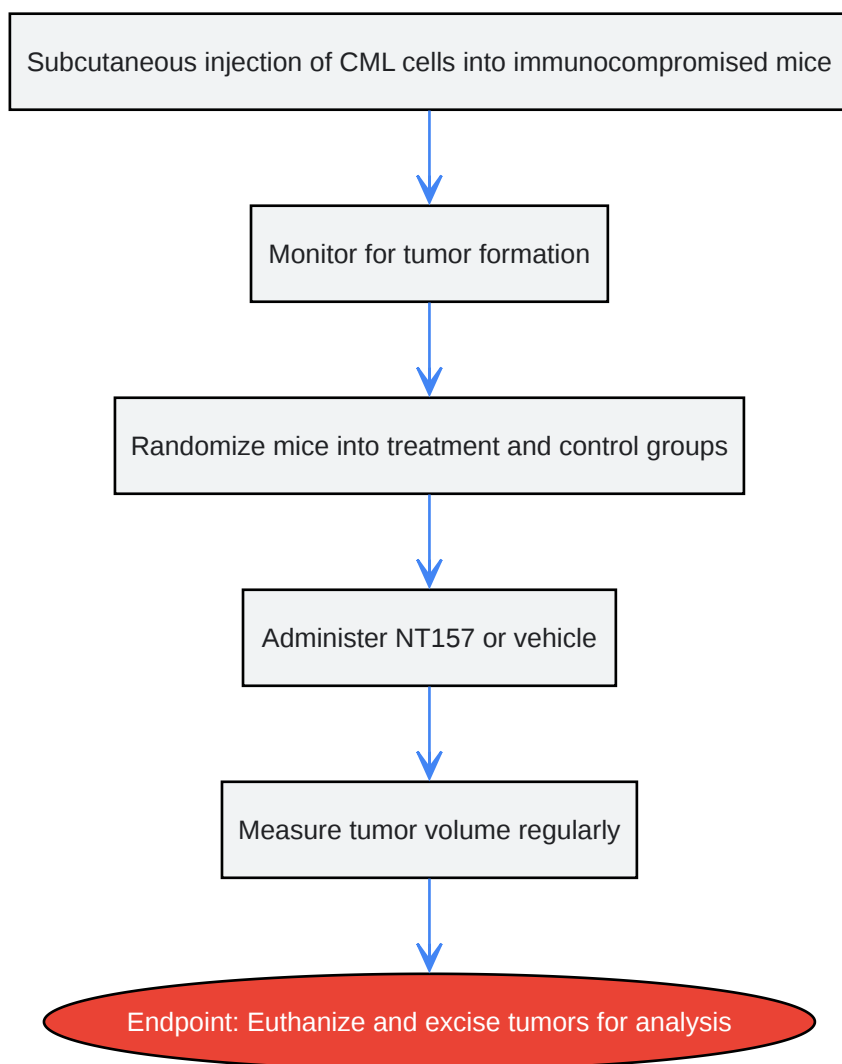 Subcutaneous injection of CML cells into immunocompromised mice
Monitor for tumor formation
Randomize mice into treatment and control groups
Administer NT157 or vehicle
Measure tumor volume regularly
Endpoint: Euthanize and excise tumors for analysis